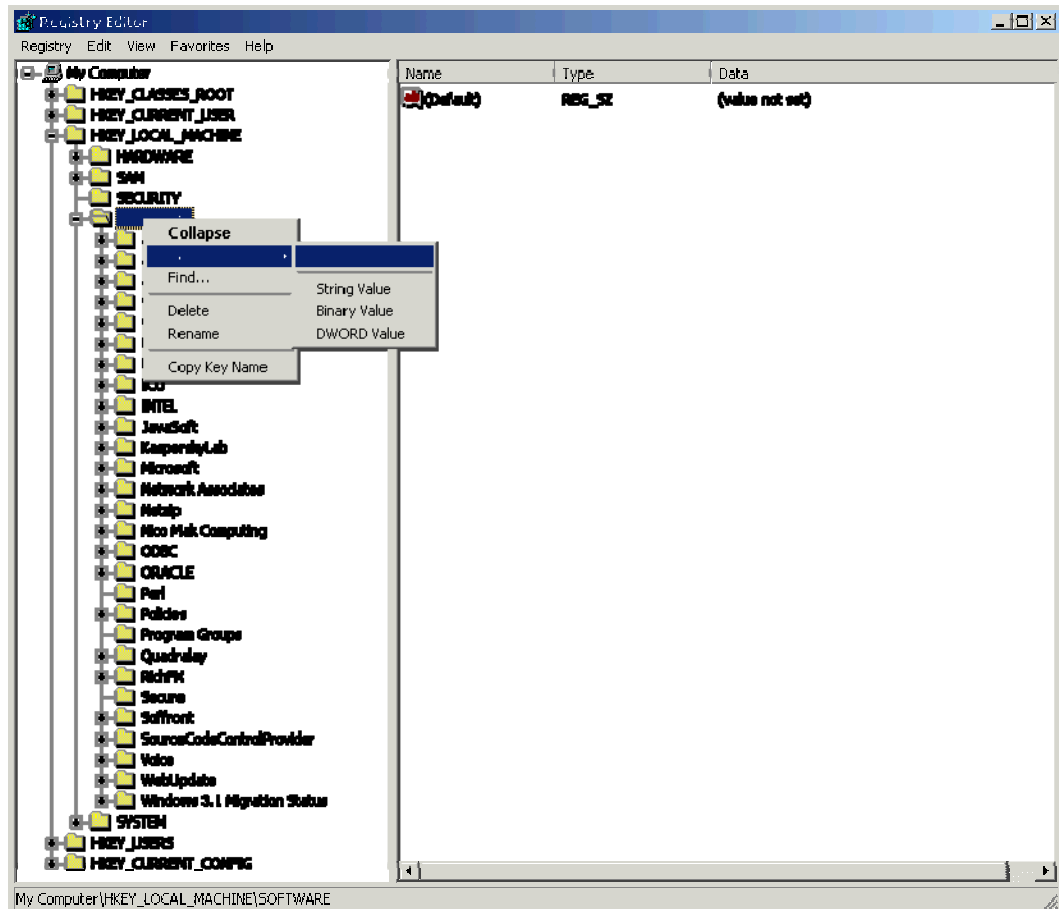 Registry Editor
Registry Edit View Favorites Help
My Computer
HKEY_CLASSES_ROOT
HKEY_CURRENT_USER
HKEY_LOCAL_MACHINE
HARDWARE
SAM
SECURITY
Collapse
Find...
Delete
Rename
Copy Key Name
String Value
Binary Value
DWORD Value
INTEL
JavaSoft
KasperskyLab
Microsoft
Network Associates
Netzip
Nico Mak Computing
ODBC
ORACLE
Perl
Policies
Program Groups
Quadralay
RichFX
Secure
Saffront
SourceCodeControlProvider
Voice
WebUpdate
Windows 3.1 Migration Status
SYSTEM
HKEY_USERS
HKEY_CURRENT_CONFIG
Name Type Data
(Default) REG_SZ (value not set)
My Computer\HKEY_LOCAL_MACHINE\SOFTWARE